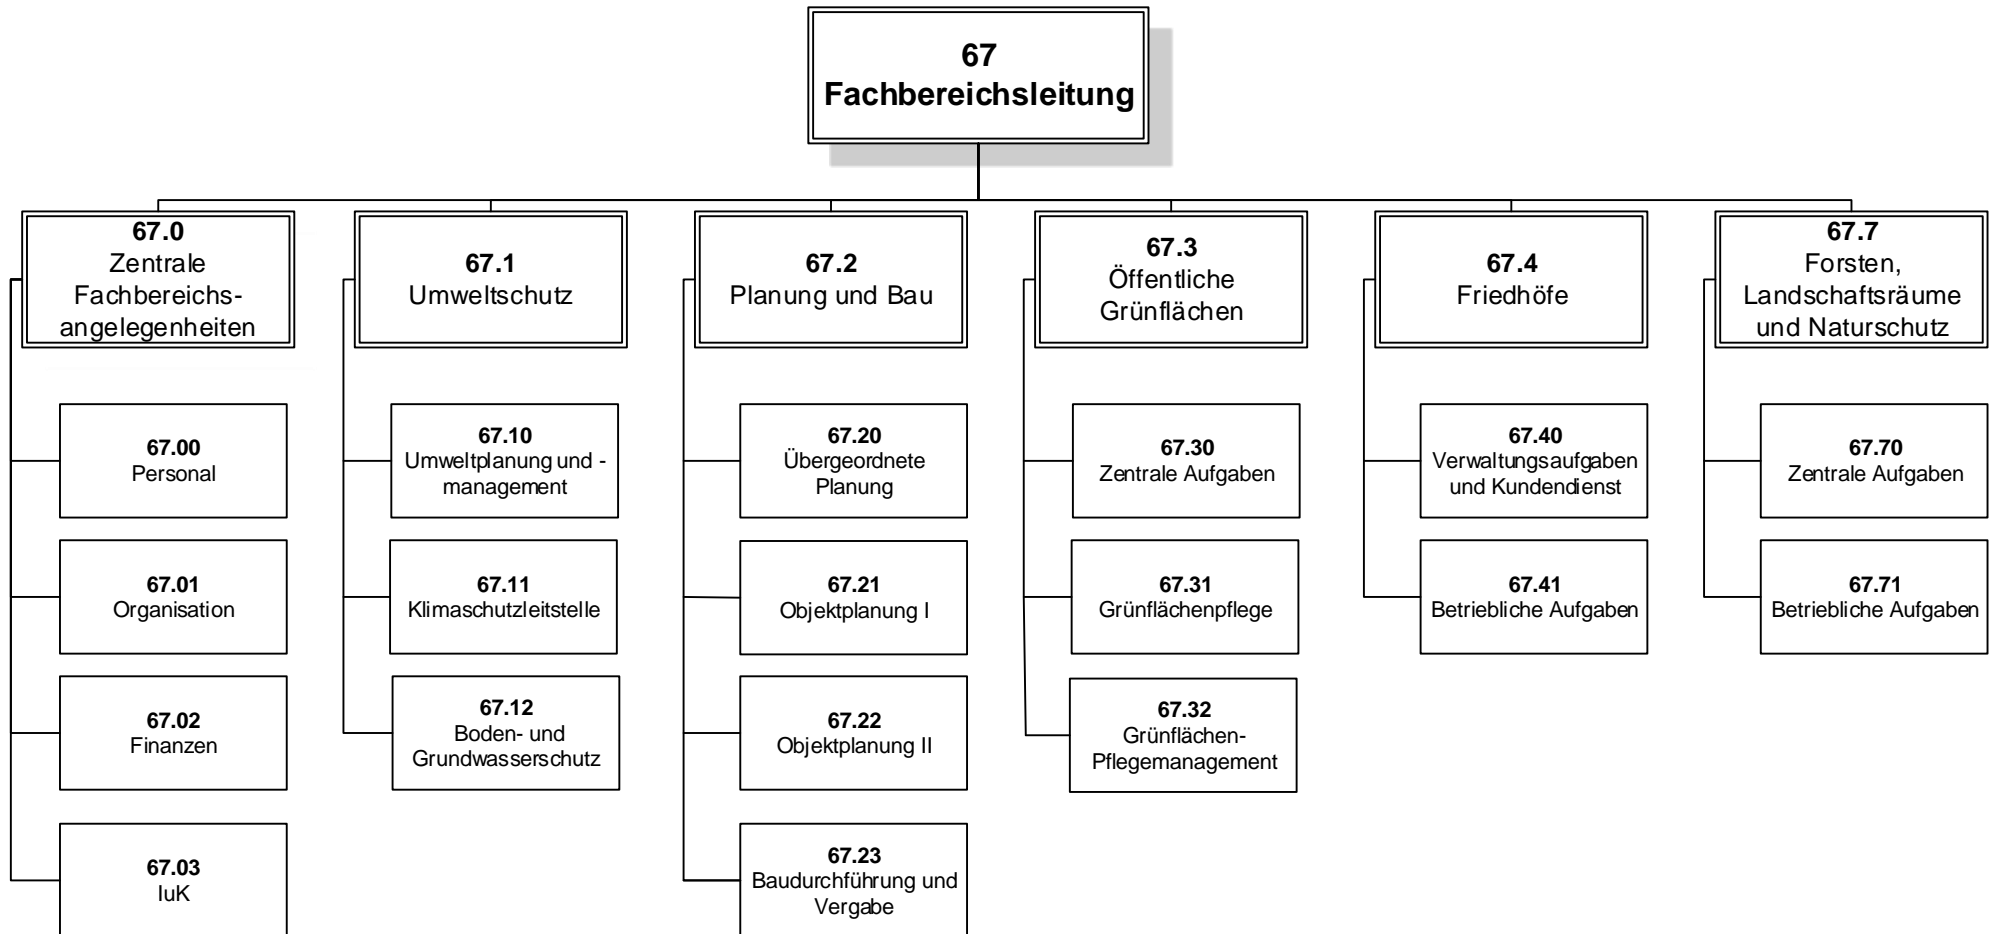 67
Fachbereichsleitung
67.0
Zentrale
Fachbereichs-
angelegenheiten
67.1
Umweltschutz
67.2
Planung und Bau
67.3
Öffentliche
Grünflächen
67.4
Friedhöfe
67.7
Forsten,
Landschaftsräume
und Naturschutz
67.00
Personal
67.01
Organisation
67.02
Finanzen
67.03
IuK
67.10
Umweltplanung und -
management
67.11
Klimaschutzleitstelle
67.12
Boden- und
Grundwasserschutz
67.20
Übergeordnete
Planung
67.21
Objektplanung I
67.22
Objektplanung II
67.23
Baudurchführung und
Vergabe
67.30
Zentrale Aufgaben
67.31
Grünflächenpflege
67.32
Grünflächen-
Pflegemanagement
67.40
Verwaltungsaufgaben
und Kundendienst
67.41
Betriebliche Aufgaben
67.70
Zentrale Aufgaben
67.71
Betriebliche Aufgaben